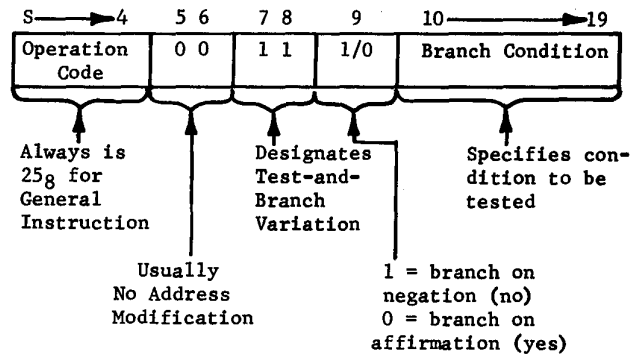 S 4 5 6 7 8 9 10 19
Operation Code 0 0 1 1 1/0 Branch Condition
Always is
25₈ for
General
Instruction
Designates
Test-and-
Branch
Variation
Specifies con-
dition to be
tested
Usually
No Address
Modification
1 = branch on
negation (no)
0 = branch on
affirmation (yes)